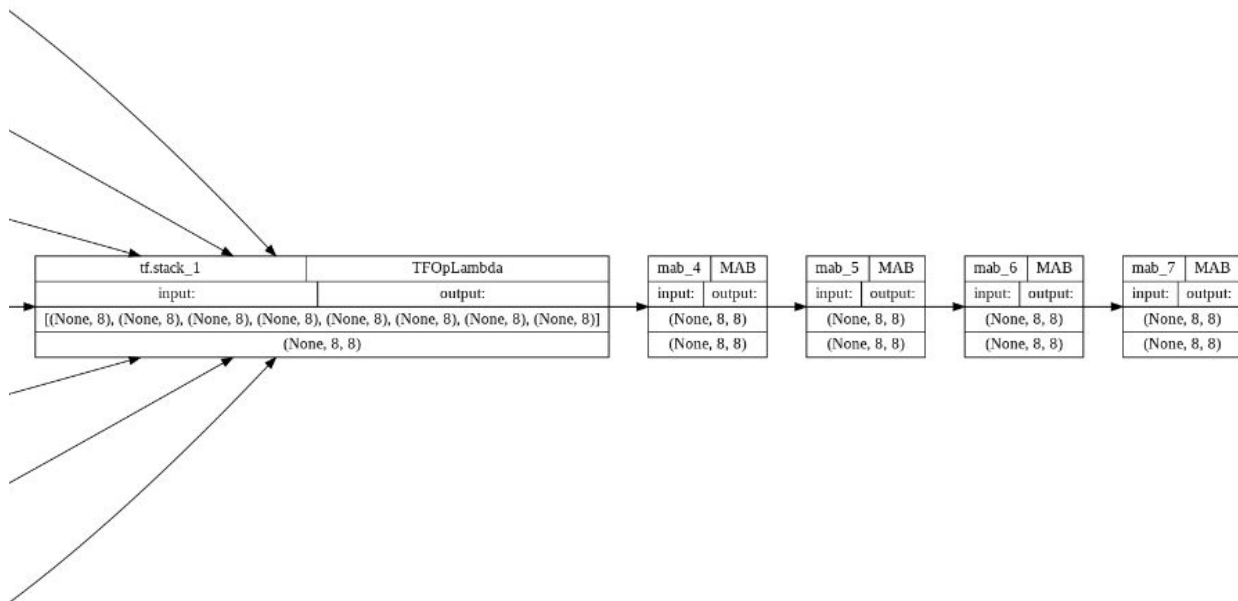 tf.stack_1 TFOpLambda
input: output:
[(None, 8), (None, 8), (None, 8), (None, 8), (None, 8), (None, 8), (None, 8), (None, 8)]
(None, 8, 8)
mab_4 MAB
input: output:
(None, 8, 8)
(None, 8, 8)
mab_5 MAB
input: output:
(None, 8, 8)
(None, 8, 8)
mab_6 MAB
input: output:
(None, 8, 8)
(None, 8, 8)
mab_7 MAB
input: output:
(None, 8, 8)
(None, 8, 8)